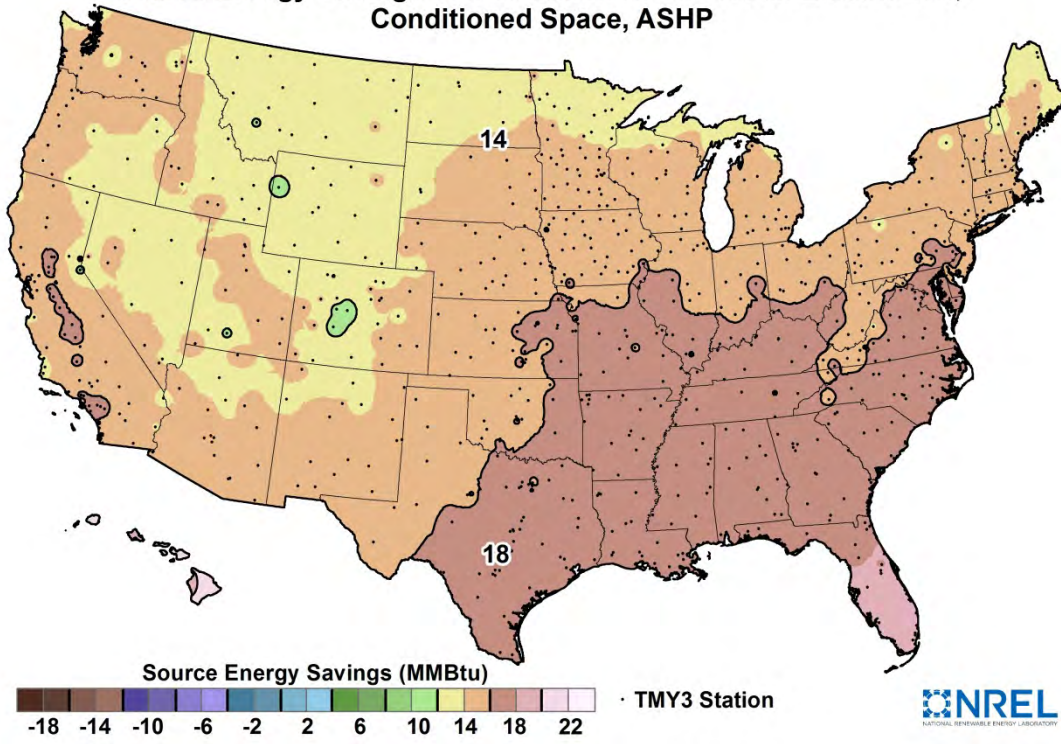 Conditioned Space, ASHP
14
18
Source Energy Savings (MMBtu)
-18 -14 -10 -6 -2 2 6 10 14 18 22
· TMY3 Station
NREL
NATIONAL RENEWABLE ENERGY LABORATORY